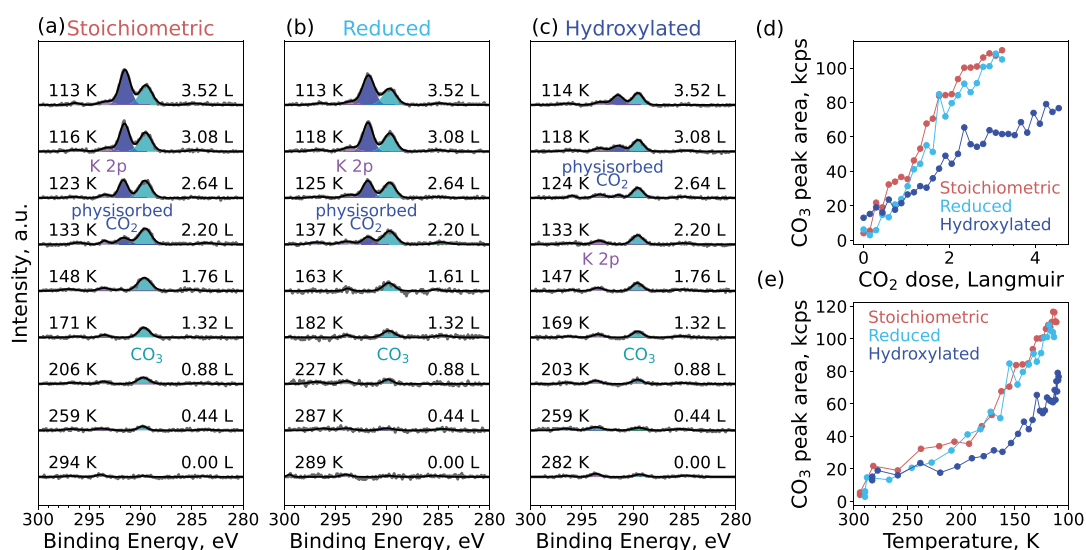 (a) Stoichiometric
Intensity, a.u.
113 K 3.52 L
116 K 3.08 L
K 2p
123 K 2.64 L
physisorbed
CO₂
133 K 2.20 L
148 K 1.76 L
171 K 1.32 L
CO₃
206 K 0.88 L
259 K 0.44 L
294 K 0.00 L
300 295 290 285 280
Binding Energy, eV
(b) Reduced
113 K 3.52 L
118 K 3.08 L
K 2p
125 K 2.64 L
physisorbed
CO₂
137 K 2.20 L
163 K 1.61 L
182 K 1.32 L
CO₃
227 K 0.88 L
287 K 0.44 L
289 K 0.00 L
300 295 290 285 280
Binding Energy, eV
(c) Hydroxylated
114 K 3.52 L
118 K 3.08 L
physisorbed
CO₂
124 K 2.64 L
133 K 2.20 L
K 2p
147 K 1.76 L
169 K 1.32 L
CO₃
203 K 0.88 L
259 K 0.44 L
282 K 0.00 L
300 295 290 285 280
Binding Energy, eV
(d)
CO₃ peak area, kcps
100
80
60
40
20
0
Stoichiometric
Reduced
Hydroxylated
0 2 4
CO₂ dose, Langmuir
(e)
CO₃ peak area, kcps
120
100
80
60
40
20
0
Stoichiometric
Reduced
Hydroxylated
300 250 200 150 100
Temperature, K